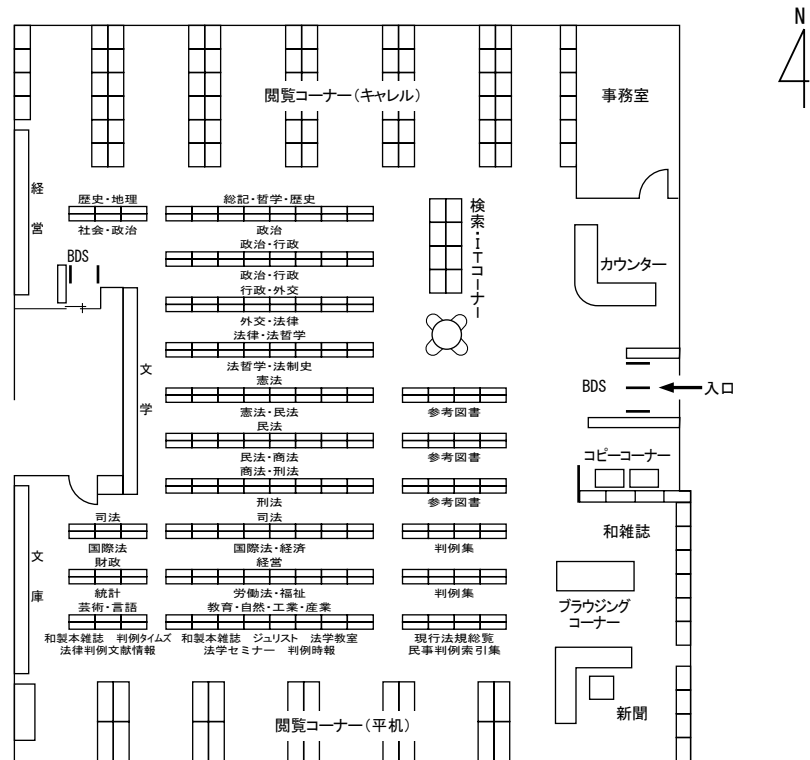 N
閲覧コーナー(キャレル)
事務室
経営
歴史・地理
社会・政治
総記・哲学・歴史
政治
政治・行政
政治・行政
行政・外交
外交・法律
法律・法哲学
法哲学・法制史
憲法
憲法・民法
民法
民法・商法
商法・刑法
刑法
検索・ITコーナー
カウンター
BDS
文学
BDS
入口
参考図書
参考図書
参考図書
コピーコーナー
和雑誌
司法
国際法
財政
統計
芸術・言語
和製本雑誌 判例タイムズ
法律判例文献情報
司法
国際法・経済
経営
労働法・福祉
教育・自然・工業・産業
和製本雑誌 ジュリスト 法学教室
法学セミナー 判例時報
判例集
判例集
現行法規総覧
民事判例索引集
文庫
ブラウジング
コーナー
新聞
閲覧コーナー(平机)